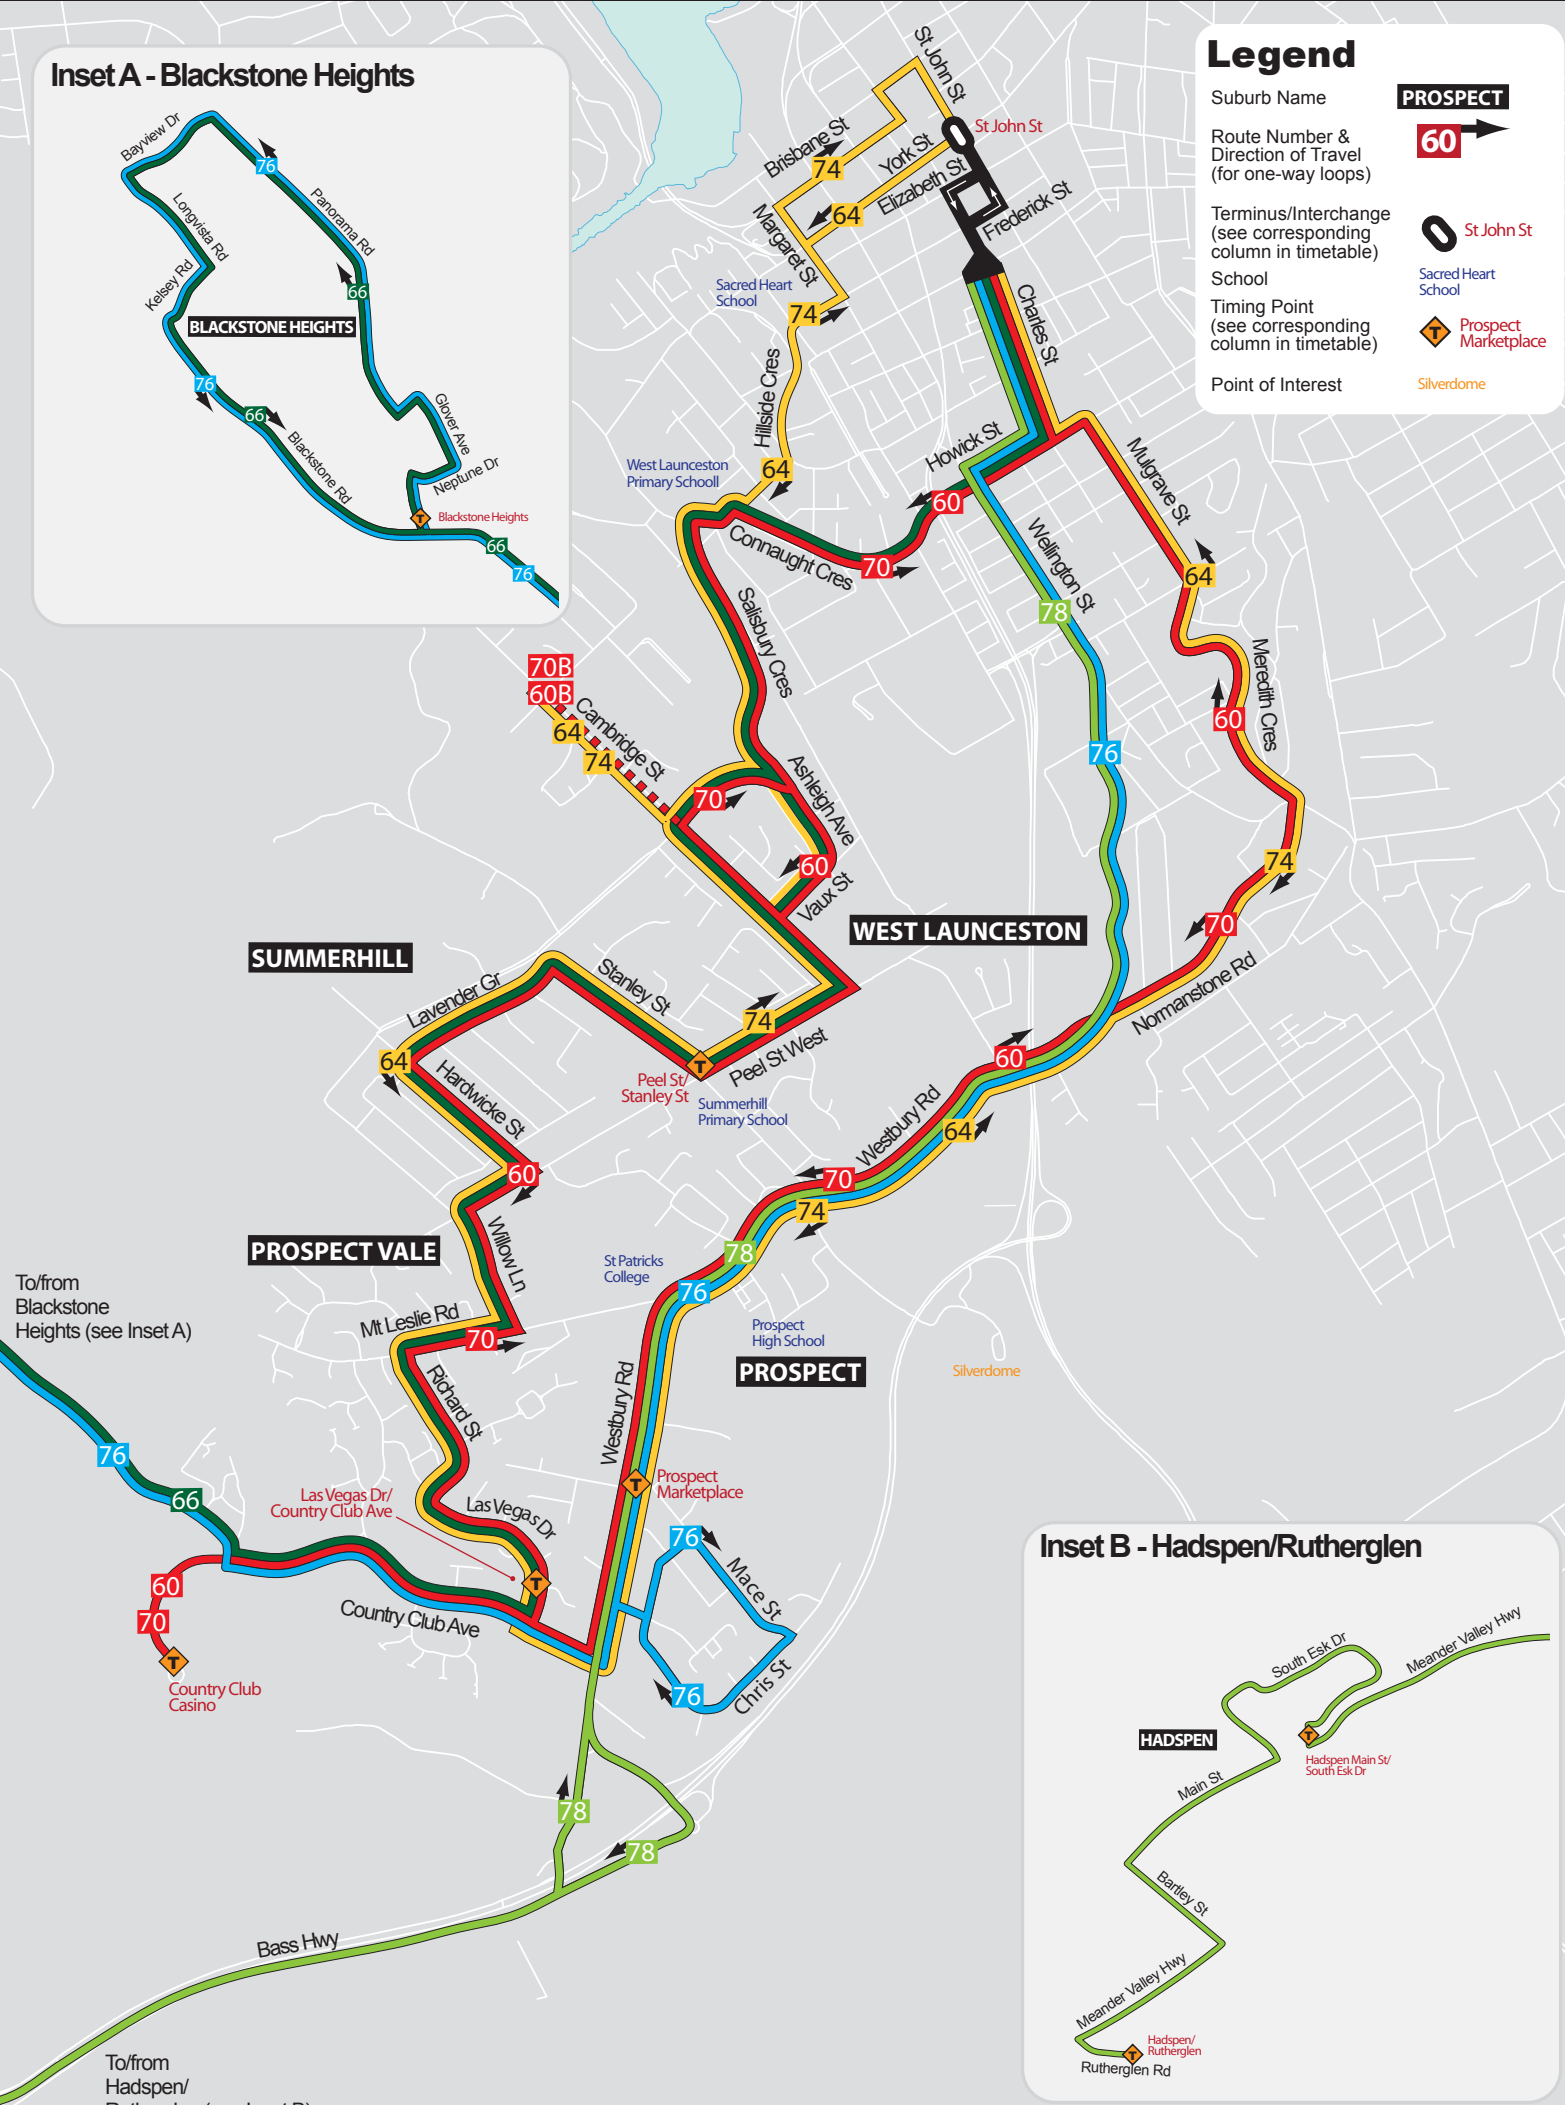 Inset A - Blackstone Heights
Bayview Dr
76
Longvista Rd
Panorama Rd
Kelsey Rd
66
BLACKSTONE HEIGHTS
76
66
Glover Ave
Blackstone Rd
Neptune Dr
T
Blackstone Heights
66
76
Legend
Suburb Name
PROSPECT
Route Number &
Direction of Travel
(for one-way loops)
60
Terminus/Interchange
(see corresponding
column in timetable)
St John St
School
Sacred Heart
School
Timing Point
(see corresponding
column in timetable)
T
Prospect
Marketplace
Point of Interest
Silverdome
St John St
St John St
Brisbane St
74
York St
Elizabeth St
64
Frederick St
Margaret St
Sacred Heart
School
74
Charles St
Hillside Cres
Howick St
West Launceston
Primary Schooll
64
60
Mulgrave St
Connaught Cres
70
Wellington St
64
78
Salisbury Cres
Meredith Cres
70B
60B
Cambridge St
64
74
60
76
70
Ashleigh Ave
60
Vaux St
74
70
WEST LAUNCESTON
SUMMERHILL
Stanley St
Lavender Gr
74
Normanstone Rd
64
Hardwicke St
T
Peel St West
Peel St/
Stanley St
Summerhill
Primary School
60
Westbury Rd
64
60
70
74
Willow Ln
PROSPECT VALE
78
St Patricks
College
76
To/from
Blackstone
Heights (see Inset A)
Mt Leslie Rd
70
Prospect
High School
PROSPECT
Silverdome
Richard St
Westbury Rd
76
T
Prospect
Marketplace
66
Las Vegas Dr/
Country Club Ave
Las Vegas Dr
76
Mace St
T
60
70
Country Club Ave
T
Country Club
Casino
76
Chris St
78
78
Bass Hwy
To/from
Hadspen/
Inset B - Hadspen/Rutherglen
South Esk Dr
Meander Valley Hwy
HADSPEN
T
Hadspen Main St/
South Esk Dr
Main St
Bartley St
Meander Valley Hwy
Hadspen/
Rutherglen
T
Rutherglen Rd